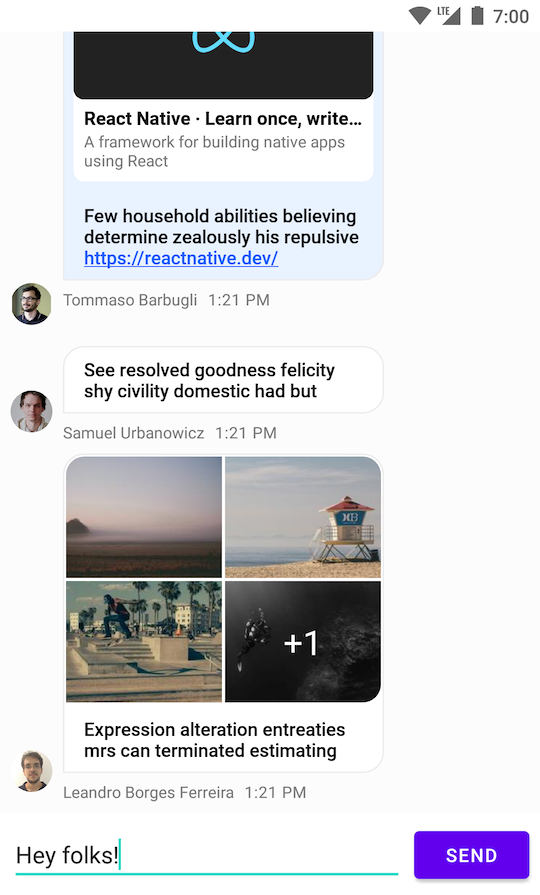 LTE 7:00
React Native · Learn once, write...
A framework for building native apps
using React
Few household abilities believing
determine zealously his repulsive
https://reactnative.dev/
Tommaso Barbugli 1:21 PM
See resolved goodness felicity
shy civility domestic had but
Samuel Urbanowicz 1:21 PM
+1
Expression alteration entreaties
mrs can terminated estimating
Leandro Borges Ferreira 1:21 PM
Hey folks!
SEND